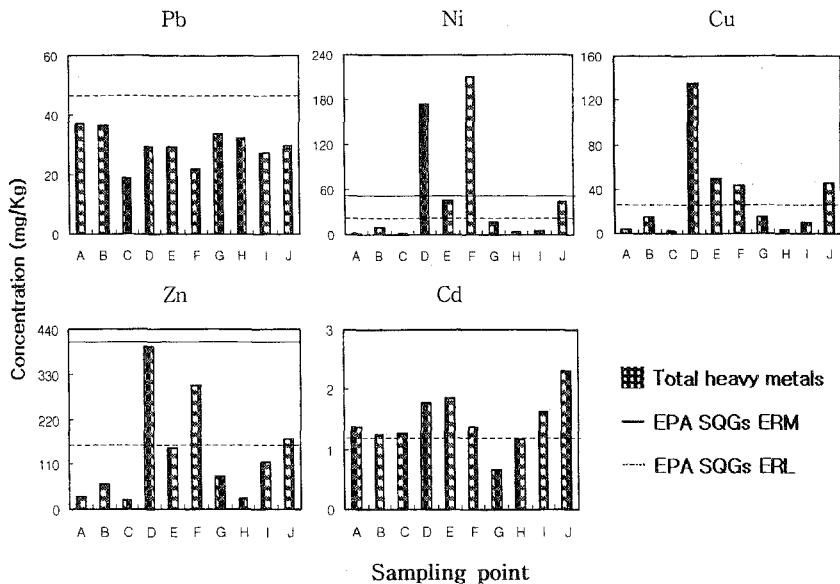 Pb Ni Cu
60
40
20
0
A B C D E F G H I J
240
180
120
60
0
A B C D E F G H I J
160
120
80
40
0
A B C D E F G H I J
Zn Cd
440
330
220
110
0
A B C D E F G H I J
3
2
1
0
A B C D E F G H I J
Concentration (mg/Kg)
Total heavy metals
EPA SQGs ERM
EPA SQGs ERL
Sampling point